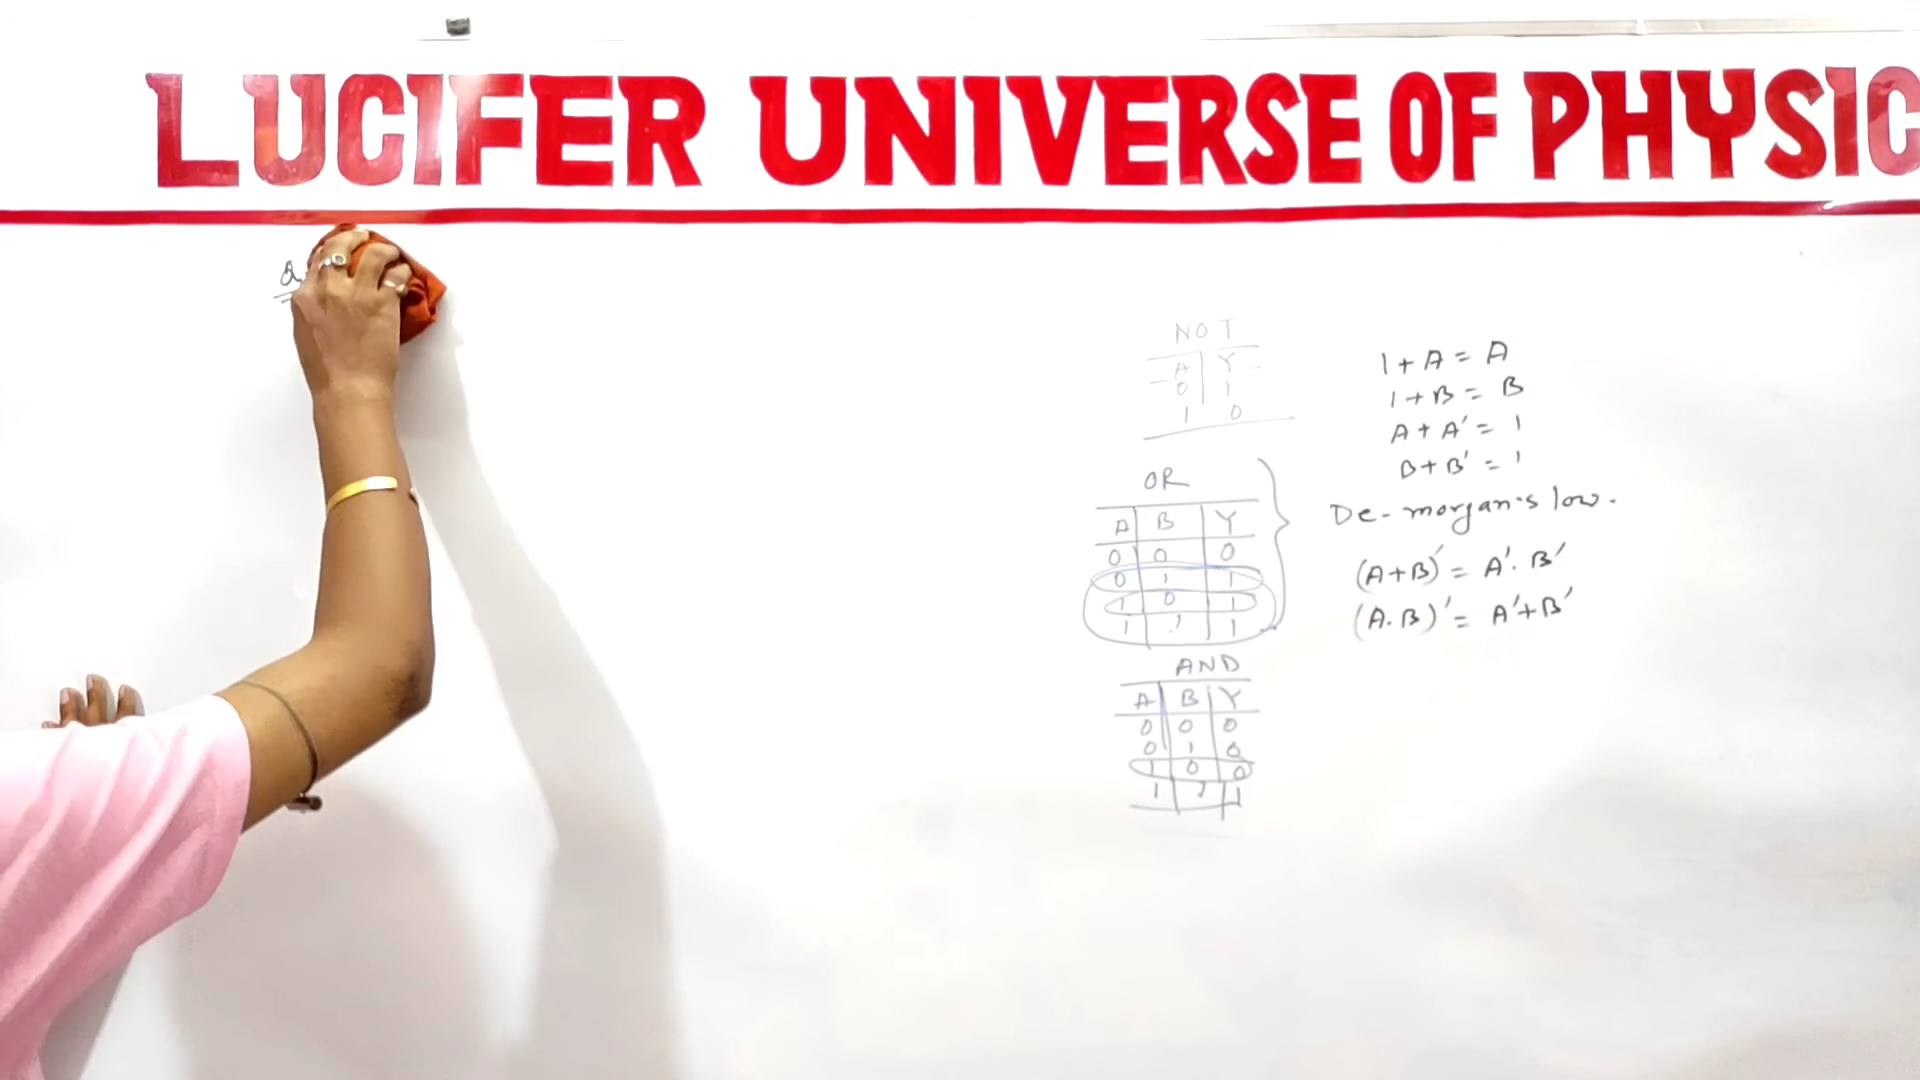 LUCIFER UNIVERSE OF PHYSIC
Q.
NOT
A Y
0 1
1 0
OR
A B Y
0 0 0
0 1 1
1 0 1
1 1 1
AND
A B Y
0 0 0
0 1 0
1 0 0
1 1 1
1 + A = A
1 + B = B
A + A' = 1
B + B' = 1
De-morgan's low.
(A+B)' = A'. B'
(A. B)' = A'+B'